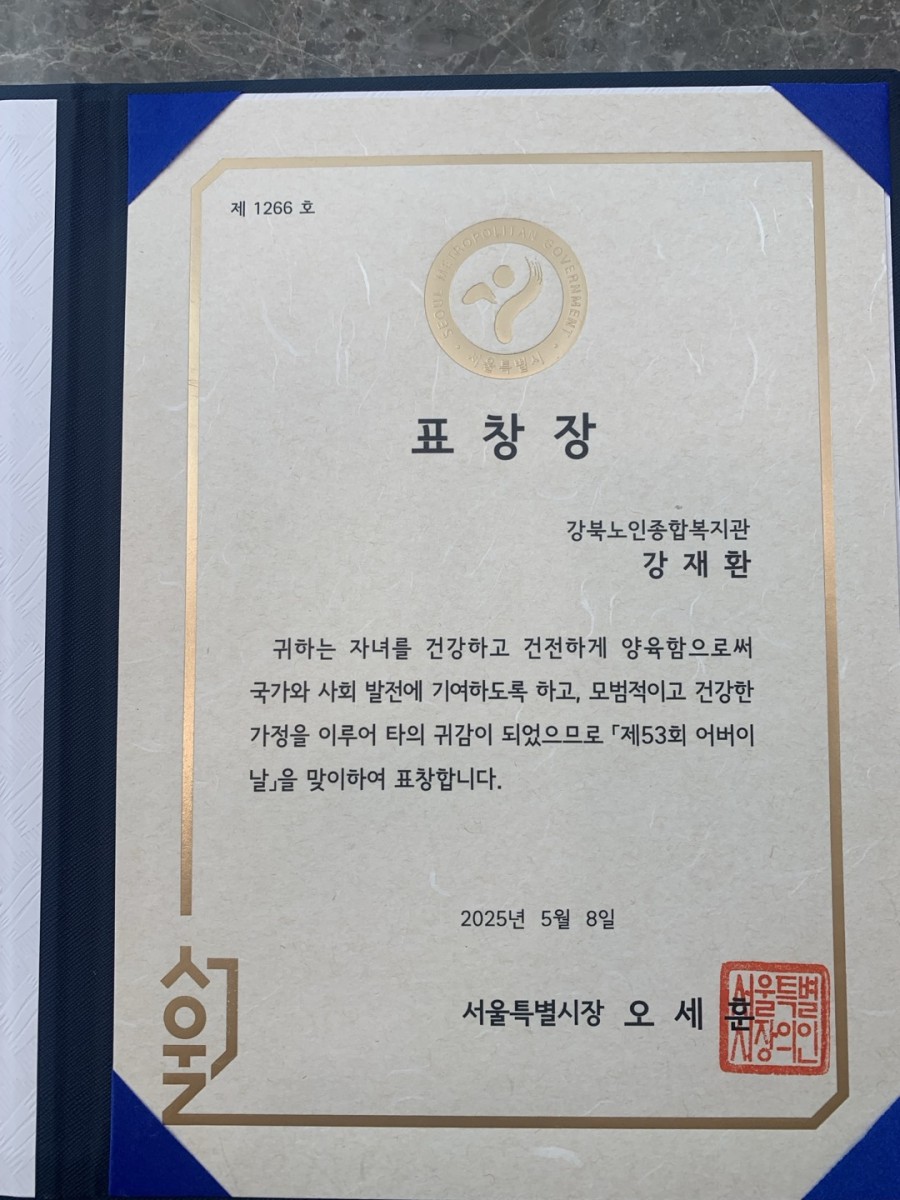 제 1266 호
SEOUL METROPOLITAN GOVERNMENT
서울특별시
표 창 장
강북노인종합복지관
강 재 환
귀하는 자녀를 건강하고 건전하게 양육함으로써
국가와 사회 발전에 기여하도록 하고, 모범적이고 건강한
가정을 이루어 타의 귀감이 되었으므로 「제53회 어버이
날」을 맞이하여 표창합니다.
2025년 5월 8일
서울특별시장 오 세 훈
서울특별
시장의인
서울